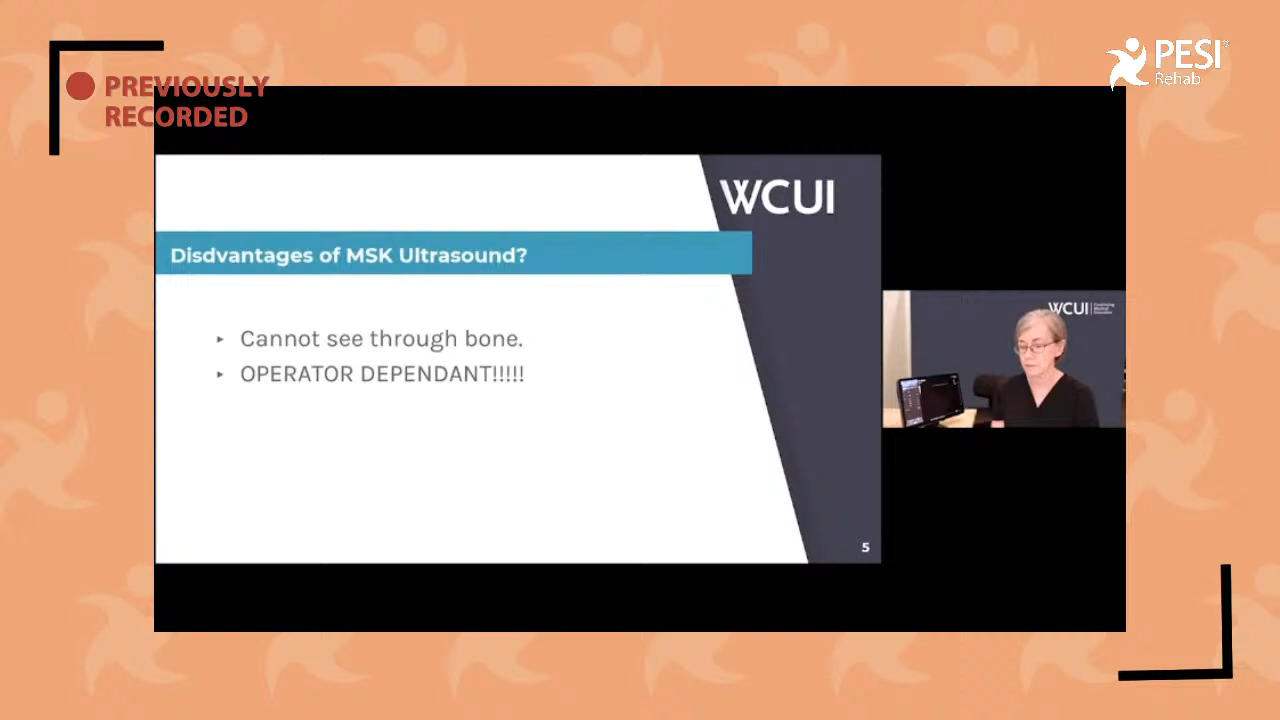 PREVIOUSLY
RECORDED
PESI
Rehab
WCUI
Disdvantages of MSK Ultrasound?
‣ Cannot see through bone.
‣ OPERATOR DEPENDANT!!!!!
5
WCUI